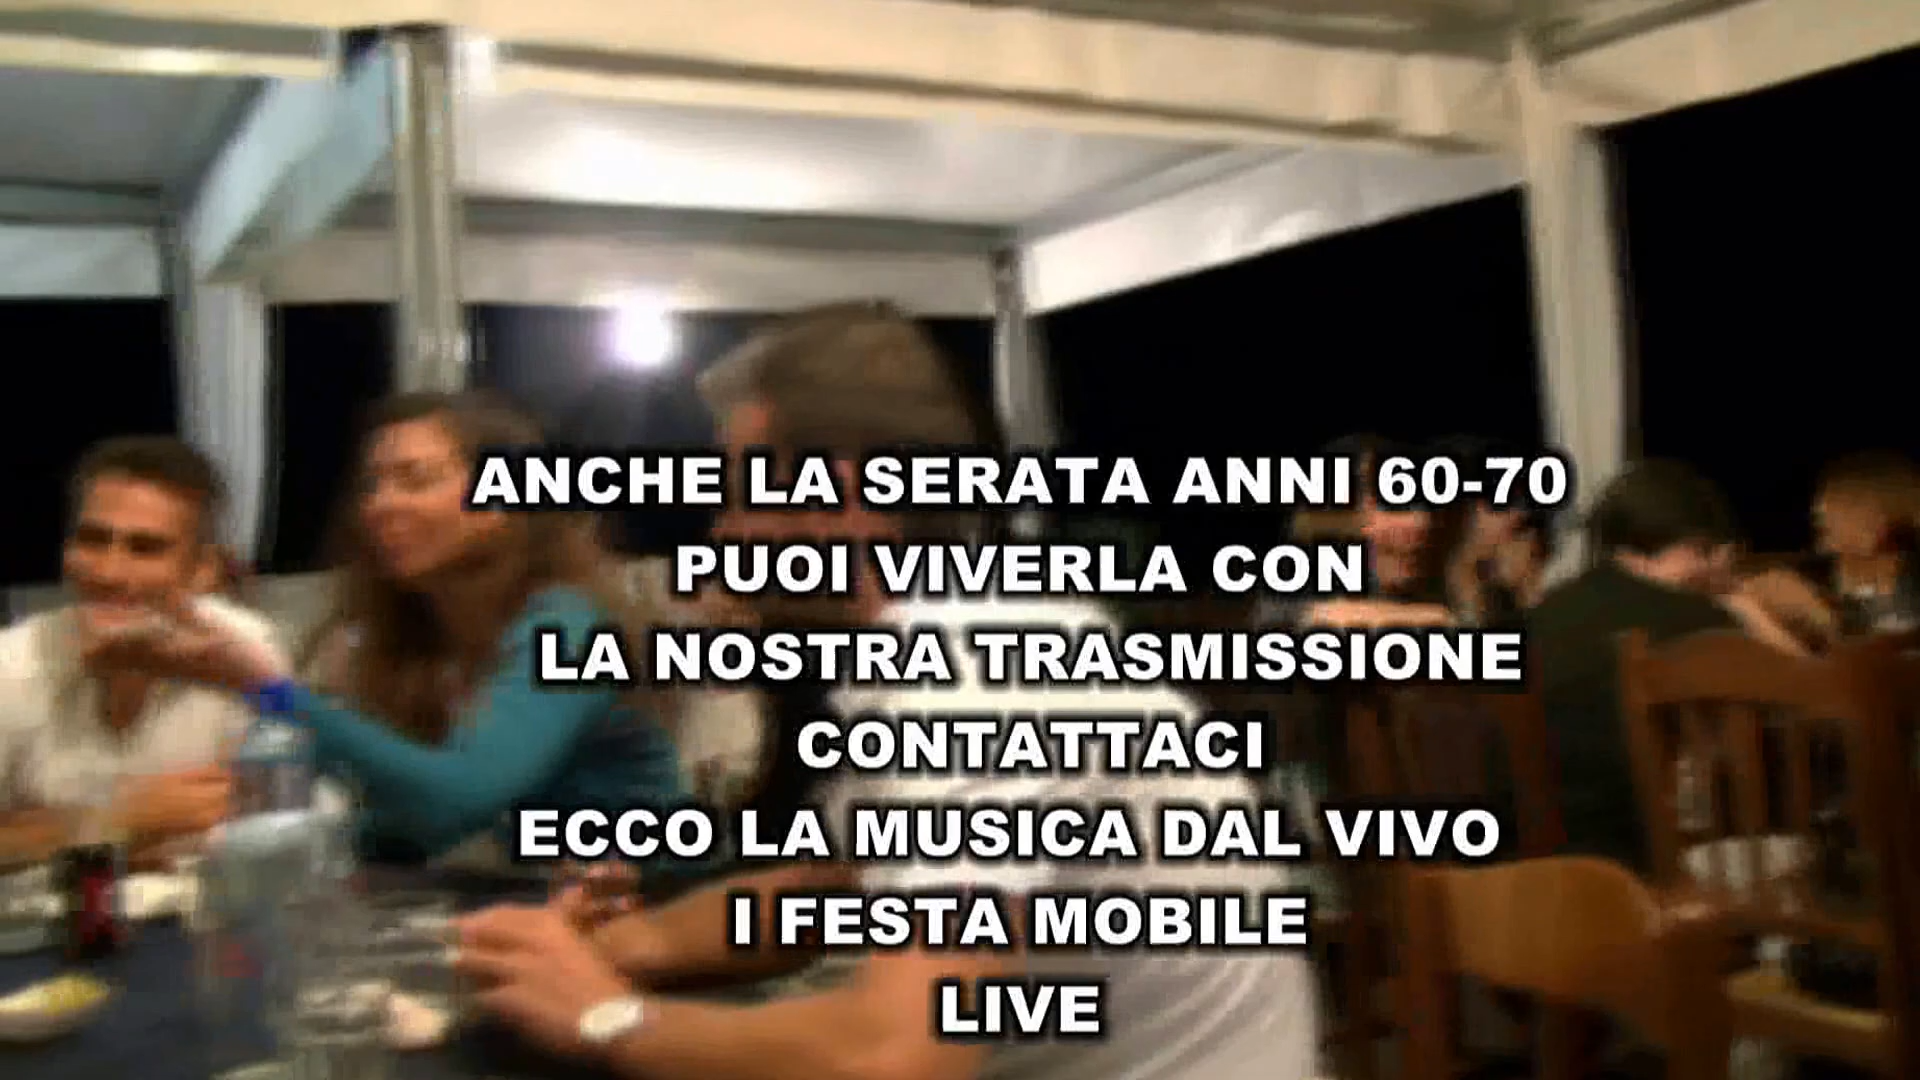 ANCHE LA SERATA ANNI 60-70
PUOI VIVERLA CON
LA NOSTRA TRASMISSIONE
CONTATTACI
ECCO LA MUSICA DAL VIVO
I FESTA MOBILE
LIVE